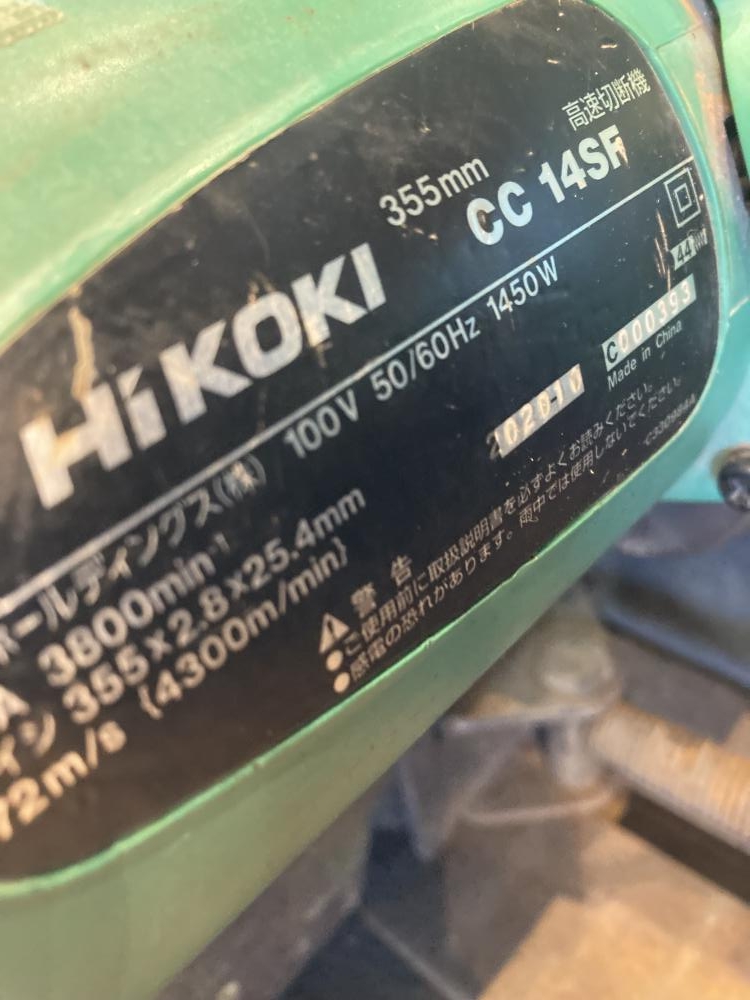 高速切断機
355mm CC 14SF
HiKOKI
100V 50/60Hz 1450W
ールディングス(株)
3800min-1
355×2.8×25.4mm
72m/s {4300m/min}
C000393
Made in China
警告
●ご使用前に取扱説明書を必ずよくお読みください。
●感電の恐れがあります。雨中では使用しないでください。